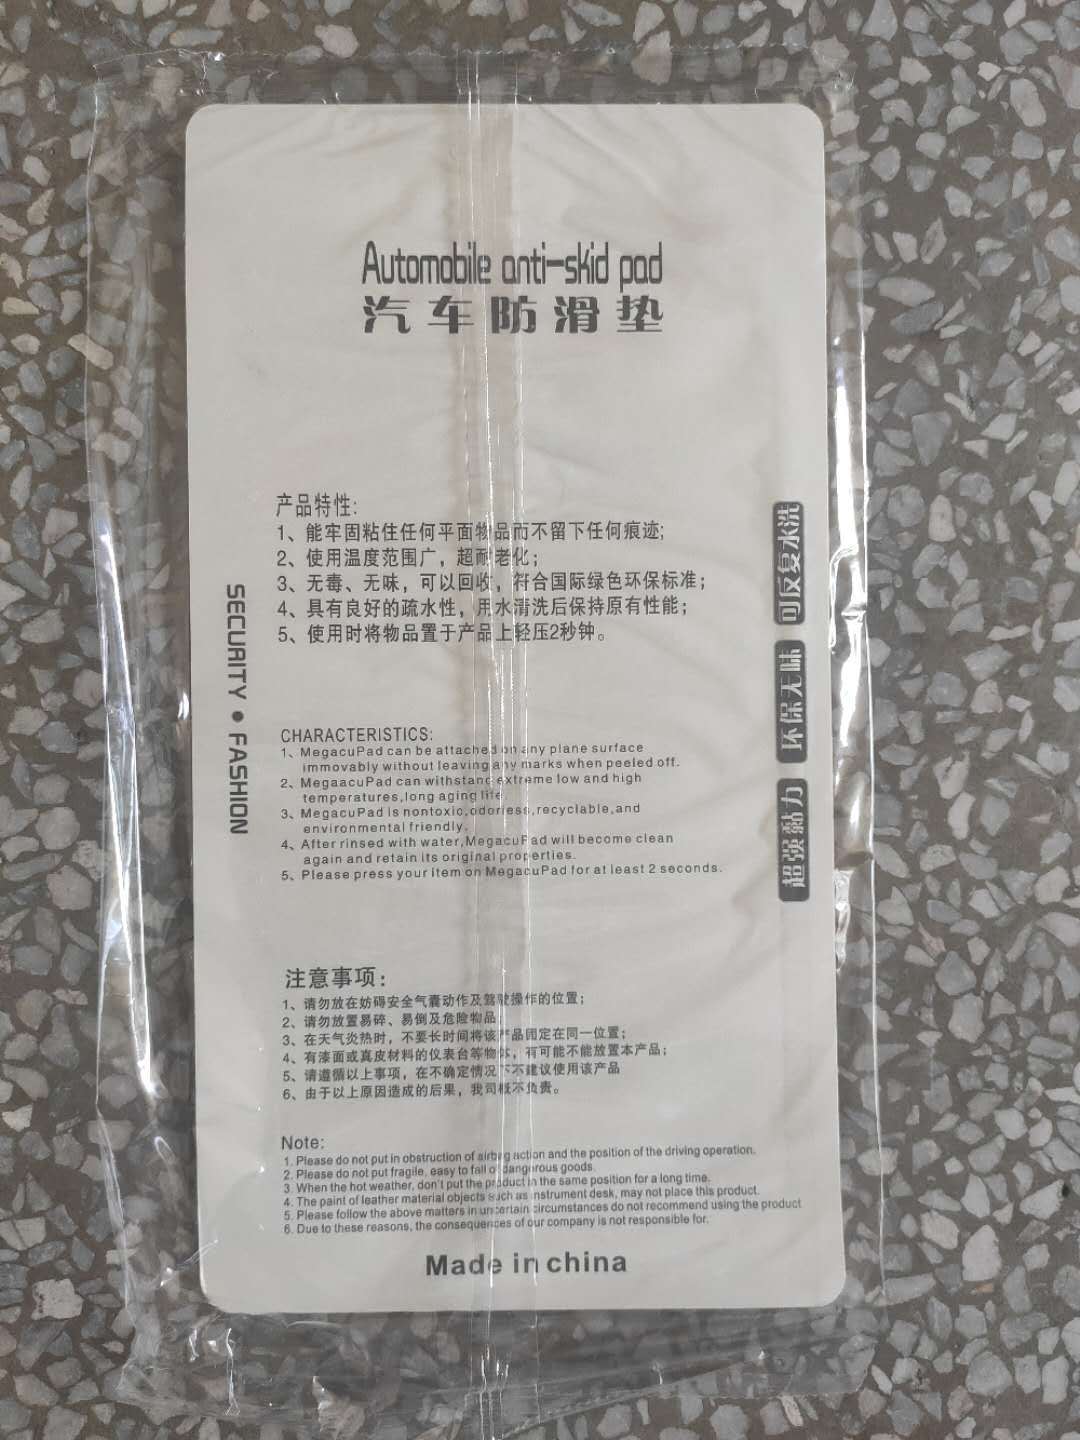 Automobile anti-skid pad
汽车防滑垫
产品特性:
1、能牢固粘住任何平面物品而不留下任何痕迹;
2、使用温度范围广，超耐老化;
3、无毒、无味，可以回收，符合国际绿色环保标准;
4、具有良好的疏水性，用水清洗后保持原有性能;
5、使用时将物品置于产品上轻压2秒钟。
SECURITY • FASHION
可反复水洗
环保无味
超强黏力
CHARACTERISTICS:
1、MegacuPad can be attached on any plane surface
immovably without leaving any marks when peeled off.
2、MegaacuPad can withstand extreme low and high
temperatures,long aging life.
3、MegacuPad is nontoxic,odorless,recyclable,and
environmental friendly.
4、After rinsed with water,MegacuPad will become clean
again and retain its original properties.
5、Please press your item on MegacuPad for at least 2 seconds.
注意事项:
1、请勿放在妨碍安全气囊动作及驾驶操作的位置;
2、请勿放置易碎、易倒及危险物品
3、在天气炎热时，不要长时间将该产品固定在同一位置;
4、有漆面或真皮材料的仪表台等物体，有可能不能放置本产品;
5、请遵循以上事项，在不确定情况下不建议使用该产品
6、由于以上原因造成的后果，我司概不负责。
Note:
1. Please do not put in obstruction of airbag action and the position of the driving operation.
2. Please do not put fragile, easy to fall or dangerous goods.
3. When the hot weather, don't put the product in the same position for a long time.
4. The paint of leather material objects such as instrument desk, may not place this product.
5. Please follow the above matters in uncertain circumstances do not recommend using the product
6. Due to these reasons, the consequences of our company is not responsible for.
Made in china